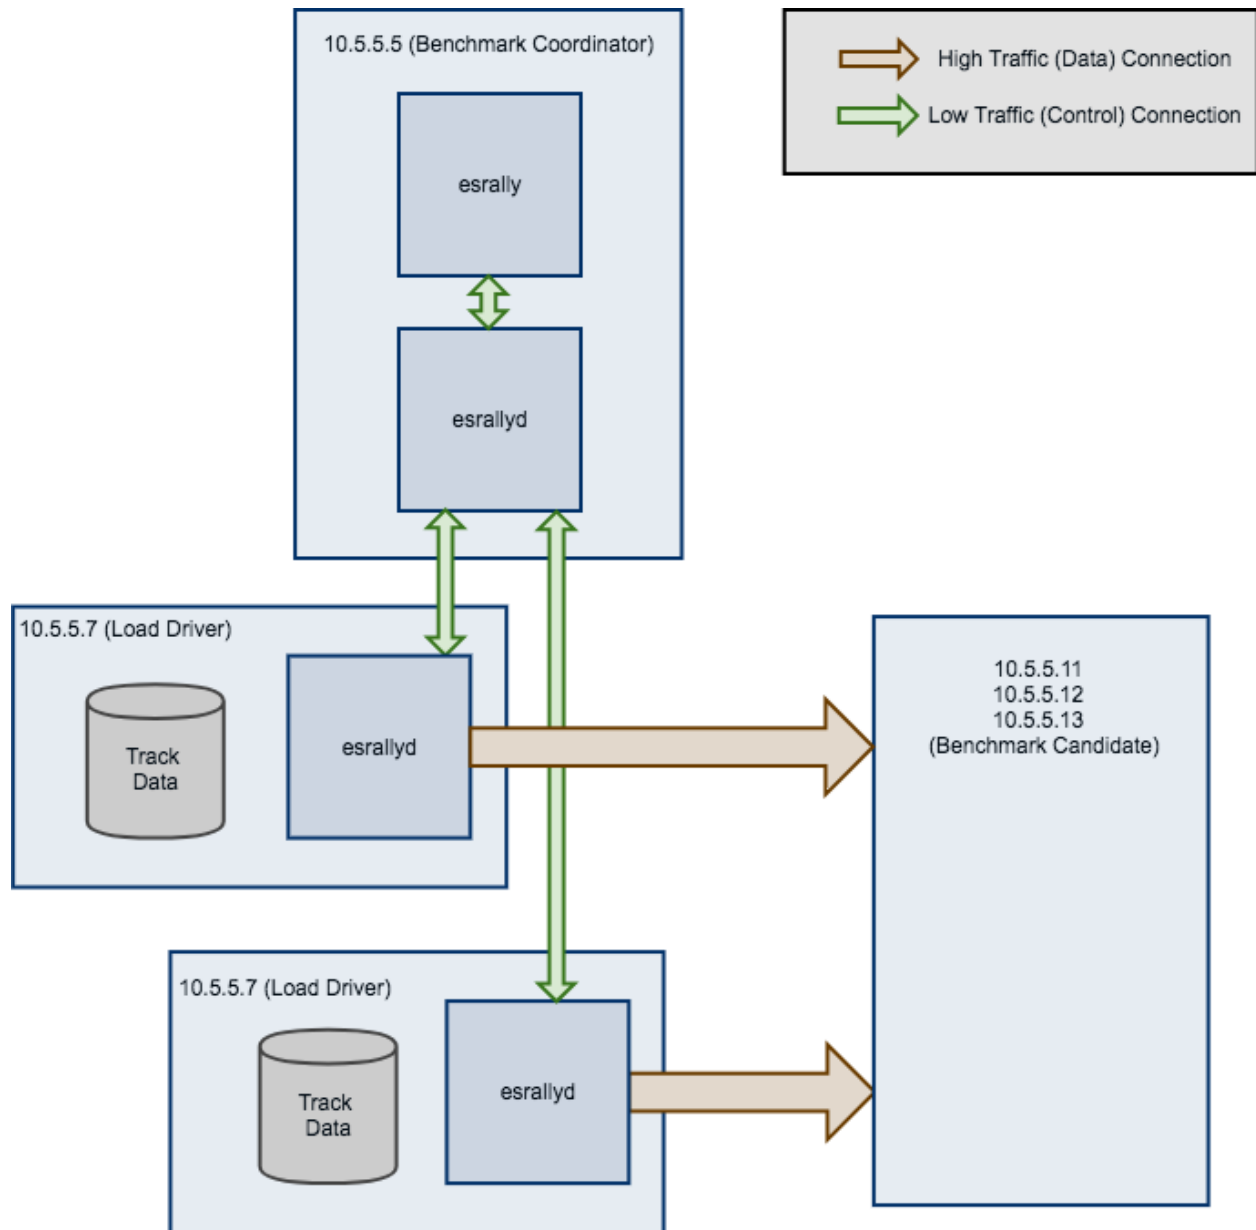 10.5.5.5 (Benchmark Coordinator)
High Traffic (Data) Connection
Low Traffic (Control) Connection
esrally
esrallyd
10.5.5.7 (Load Driver)
Track
Data
esrallyd
10.5.5.11
10.5.5.12
10.5.5.13
(Benchmark Candidate)
10.5.5.7 (Load Driver)
Track
Data
esrallyd